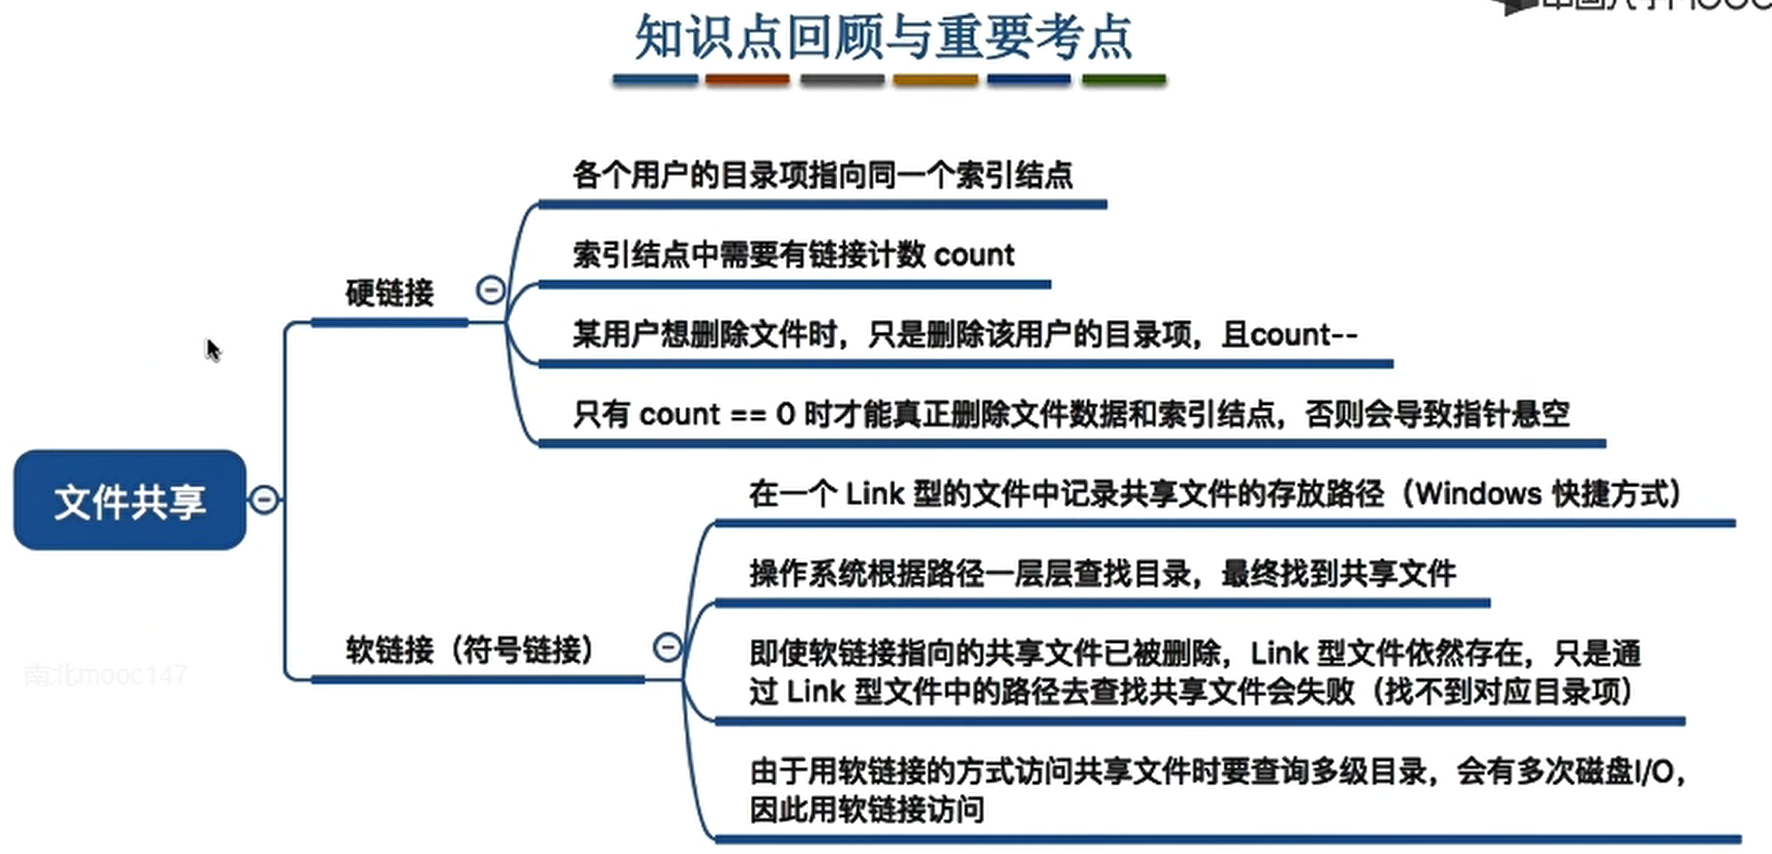 知识点回顾与重要考点
各个用户的目录项指向同一个索引结点
索引结点中需要有链接计数 count
硬链接
某用户想删除文件时，只是删除该用户的目录项，且count--
只有 count == 0 时才能真正删除文件数据和索引结点，否则会导致指针悬空
文件共享
在一个 Link 型的文件中记录共享文件的存放路径（Windows 快捷方式）
操作系统根据路径一层层查找目录，最终找到共享文件
软链接（符号链接）
即使软链接指向的共享文件已被删除，Link 型文件依然存在，只是通
过 Link 型文件中的路径去查找共享文件会失败（找不到对应目录项）
由于用软链接的方式访问共享文件时要查询多级目录，会有多次磁盘I/O，
因此用软链接访问
南北mooc147